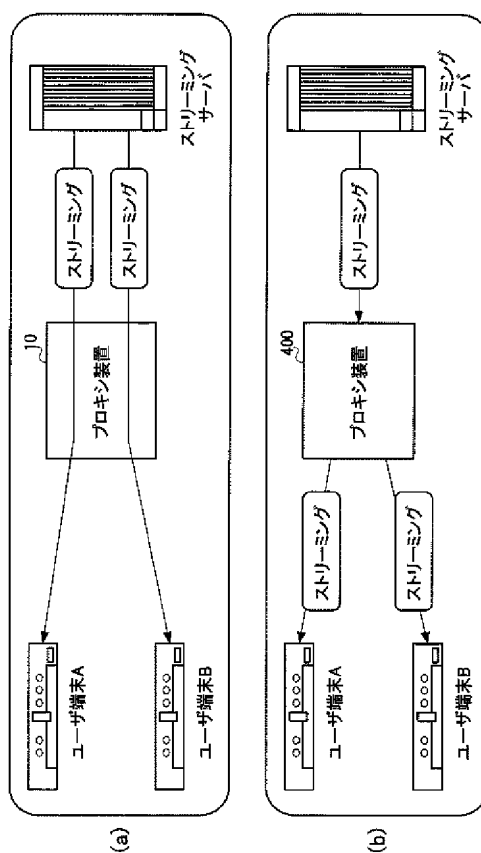 (a)
ユーザ端末A
ユーザ端末B
10
プロキシ装置
ストリーミング
ストリーミング
ストリーミング
サーバ
(b)
ユーザ端末A
ユーザ端末B
ストリーミング
ストリーミング
400
プロキシ装置
ストリーミング
ストリーミング
サーバ